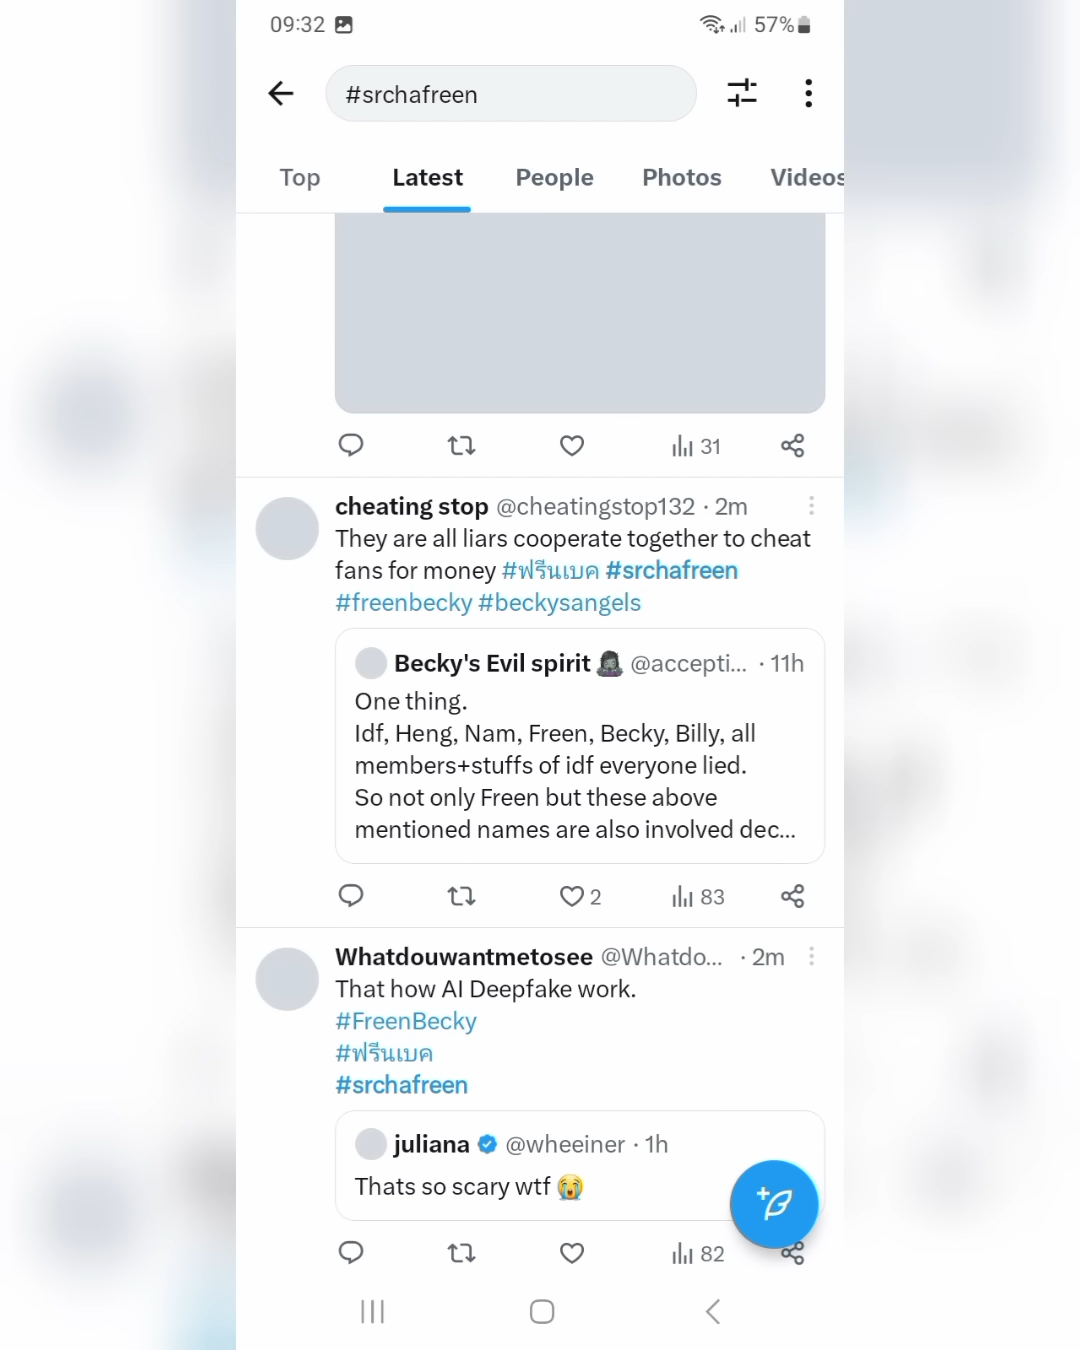 09:32
57%
#srchafreen
Top Latest People Photos Videos
31
cheating stop @cheatingstop132 · 2m
They are all liars cooperate together to cheat
fans for money #ฟรีนเบค #srchafreen
#freenbecky #beckysangels
Becky's Evil spirit @accepti... · 11h
One thing.
Idf, Heng, Nam, Freen, Becky, Billy, all
members+stuffs of idf everyone lied.
So not only Freen but these above
mentioned names are also involved dec...
2 83
Whatdouwantmetosee @Whatdo... · 2m
That how AI Deepfake work.
#FreenBecky
#ฟรีนเบค
#srchafreen
juliana @wheeiner · 1h
Thats so scary wtf 😭
82